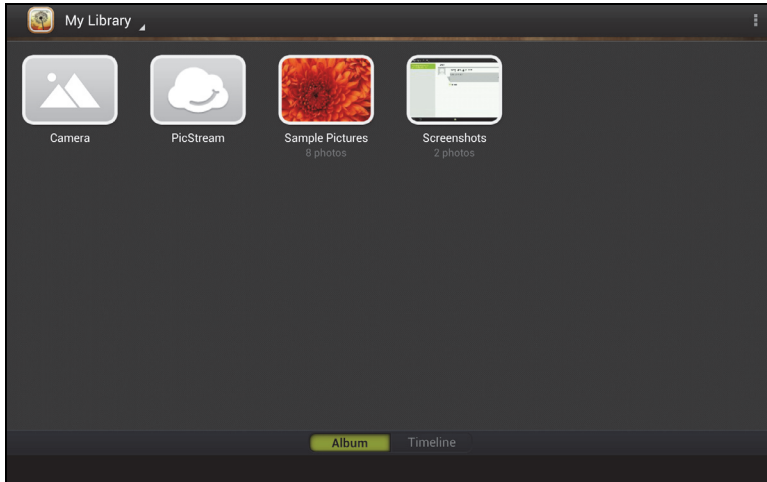 My Library
Camera
PicStream
Sample Pictures
8 photos
Screenshots
2 photos
Album
Timeline